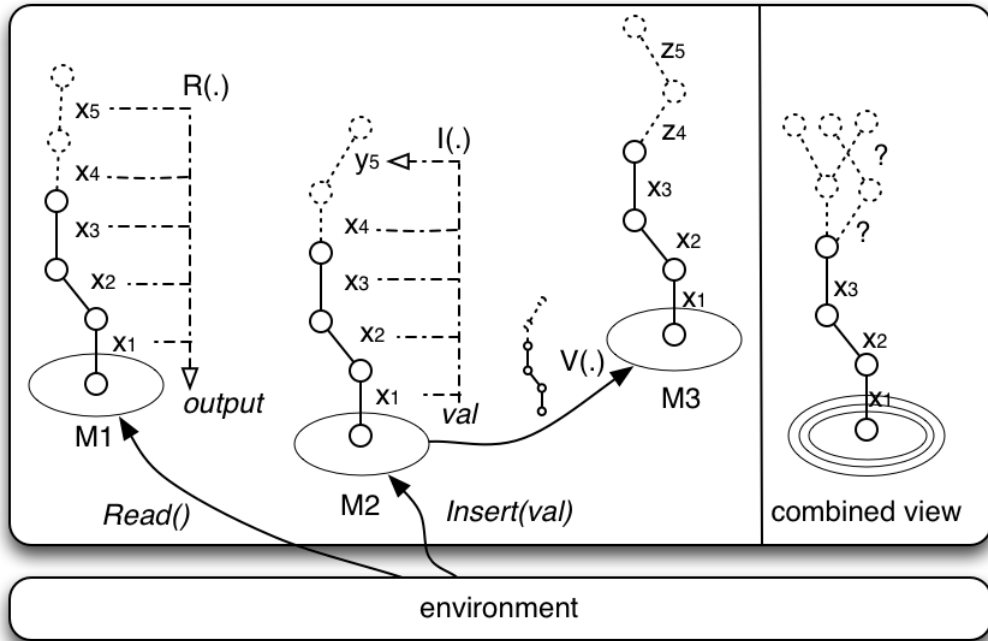 R(.)
x5
x4
x3
x2
x1
output
M1
Read()
I(.)
y5
x4
x3
x2
x1
val
M2
Insert(val)
V(.)
z5
z4
x3
x2
x1
M3
?
?
x3
x2
x1
combined view
environment